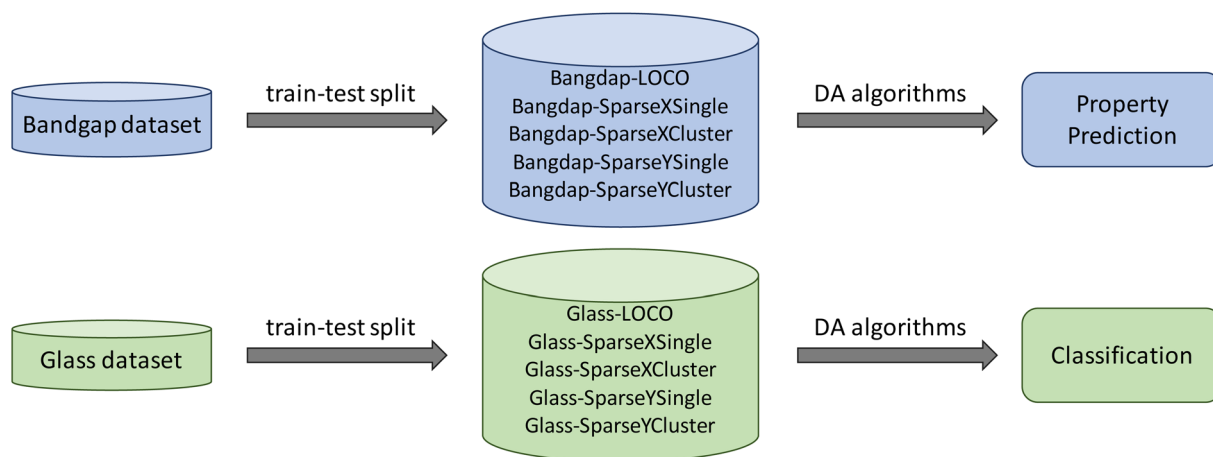 Bandgap dataset
train-test split
Bangdap-LOCO
Bangdap-SparseXSingle
Bangdap-SparseXCluster
Bangdap-SparseYSingle
Bangdap-SparseYCluster
DA algorithms
Property
Prediction
Glass dataset
train-test split
Glass-LOCO
Glass-SparseXSingle
Glass-SparseXCluster
Glass-SparseYSingle
Glass-SparseYCluster
DA algorithms
Classification